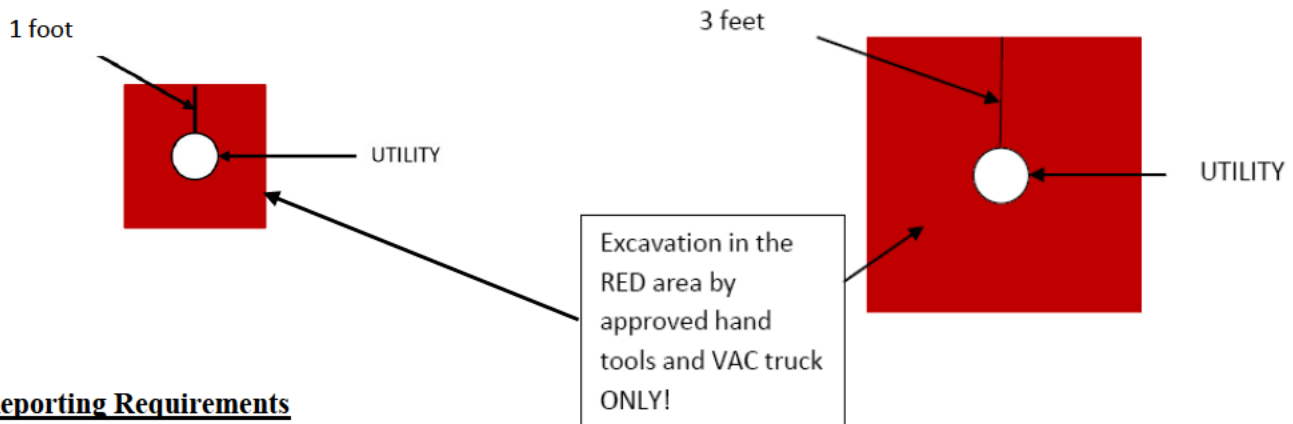 1 foot
3 feet
UTILITY
UTILITY
Excavation in the
RED area by
approved hand
tools and VAC truck
ONLY!
eporting Requirements